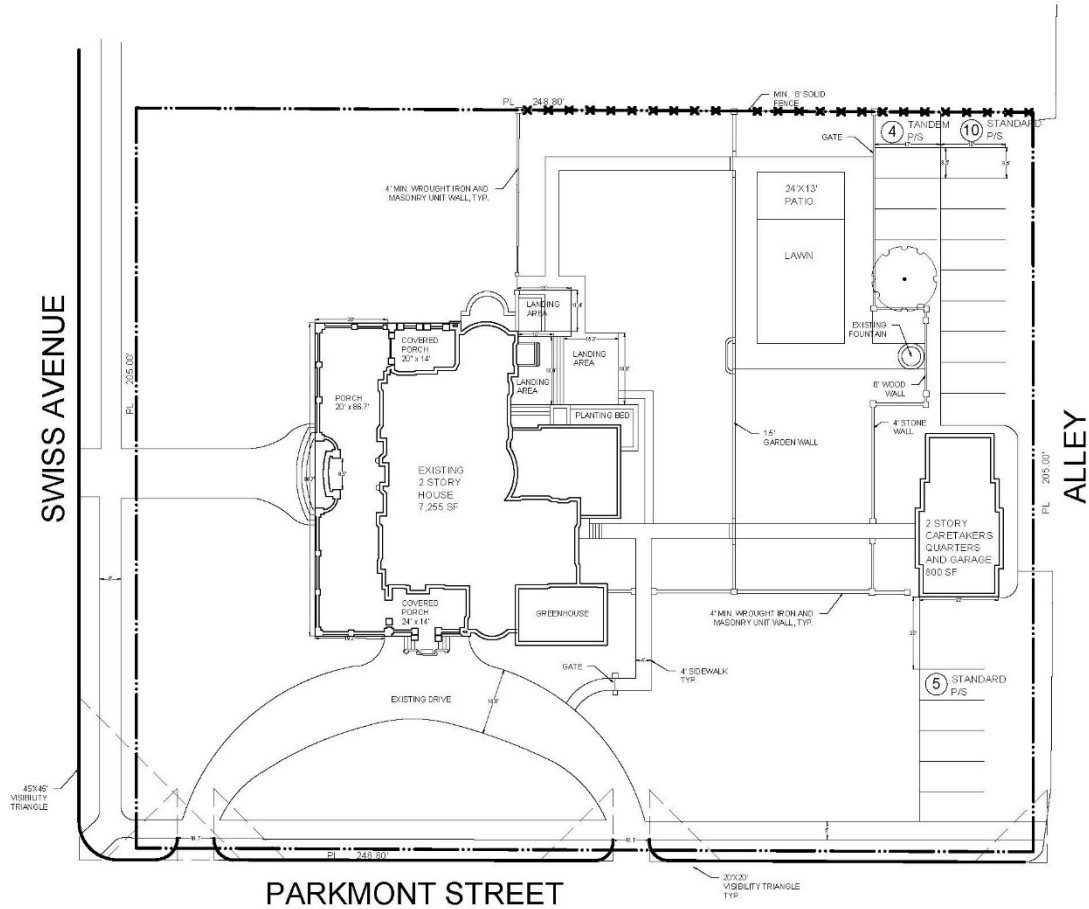 PL 248.80'
MIN. 8' SOLID
FENCE
4 TANDEM
P/S
10 STANDARD
P/S
GATE
4' MIN. WROUGHT IRON AND
MASONRY UNIT WALL, TYP.
24'X13'
PATIO
LAWN
SWISS AVENUE
PL 205.00'
LANDING
AREA
COVERED
PORCH
20' x 14'
LANDING
AREA
LANDING
AREA
EXISTING
FOUNTAIN
8' WOOD
WALL
PORCH
20' x 86.7'
PLANTING BED
4' STONE
WALL
1.5'
GARDEN WALL
ALLEY
PL 205.00'
EXISTING
2 STORY
HOUSE
7,255 SF
2 STORY
CARETAKERS
QUARTERS
AND GARAGE
800 SF
COVERED
PORCH
24' x 14'
GREENHOUSE
4' MIN. WROUGHT IRON AND
MASONRY UNIT WALL, TYP.
GATE
4' SIDEWALK
TYP.
5 STANDARD
P/S
EXISTING DRIVE
45'X45'
VISIBILITY
TRIANGLE
PL 248.80'
20'X20'
VISIBILITY TRIANGLE
TYP.
PARKMONT STREET